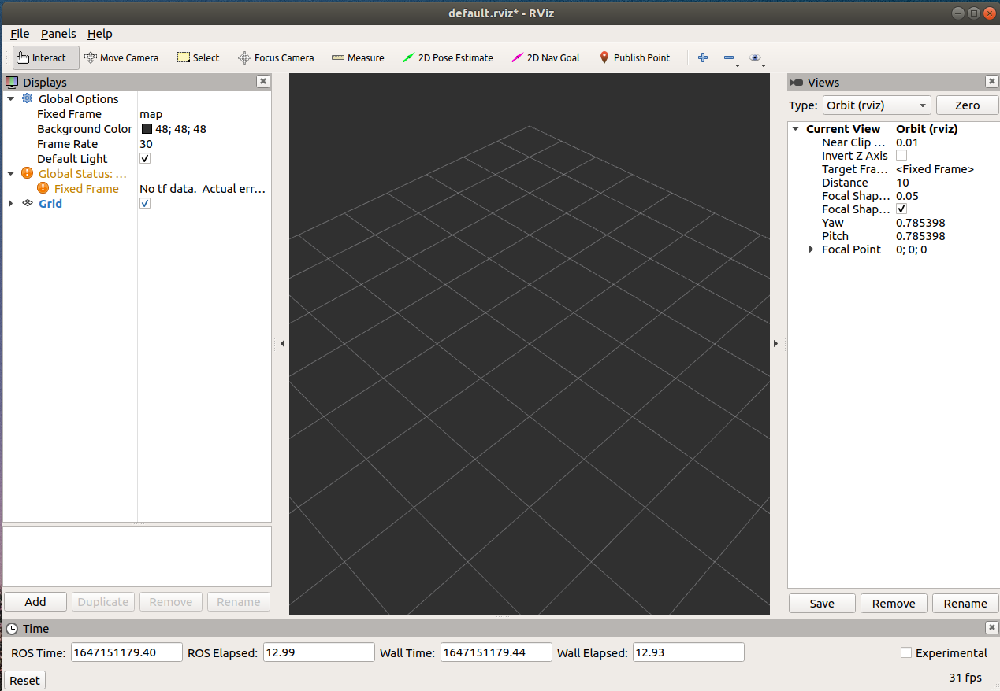 default.rviz* - RViz
File Panels Help
Interact Move Camera Select Focus Camera Measure 2D Pose Estimate 2D Nav Goal Publish Point
Displays
Global Options
Fixed Frame map
Background Color 48; 48; 48
Frame Rate 30
Default Light
Global Status: ...
Fixed Frame No tf data. Actual err...
Grid
Add Duplicate Remove Rename
Views
Type: Orbit (rviz) Zero
Current View Orbit (rviz)
Near Clip ... 0.01
Invert Z Axis
Target Fra... <Fixed Frame>
Distance 10
Focal Shap... 0.05
Focal Shap...
Yaw 0.785398
Pitch 0.785398
Focal Point 0; 0; 0
Save Remove Rename
Time
ROS Time: 1647151179.40 ROS Elapsed: 12.99 Wall Time: 1647151179.44 Wall Elapsed: 12.93 Experimental
Reset 31 fps